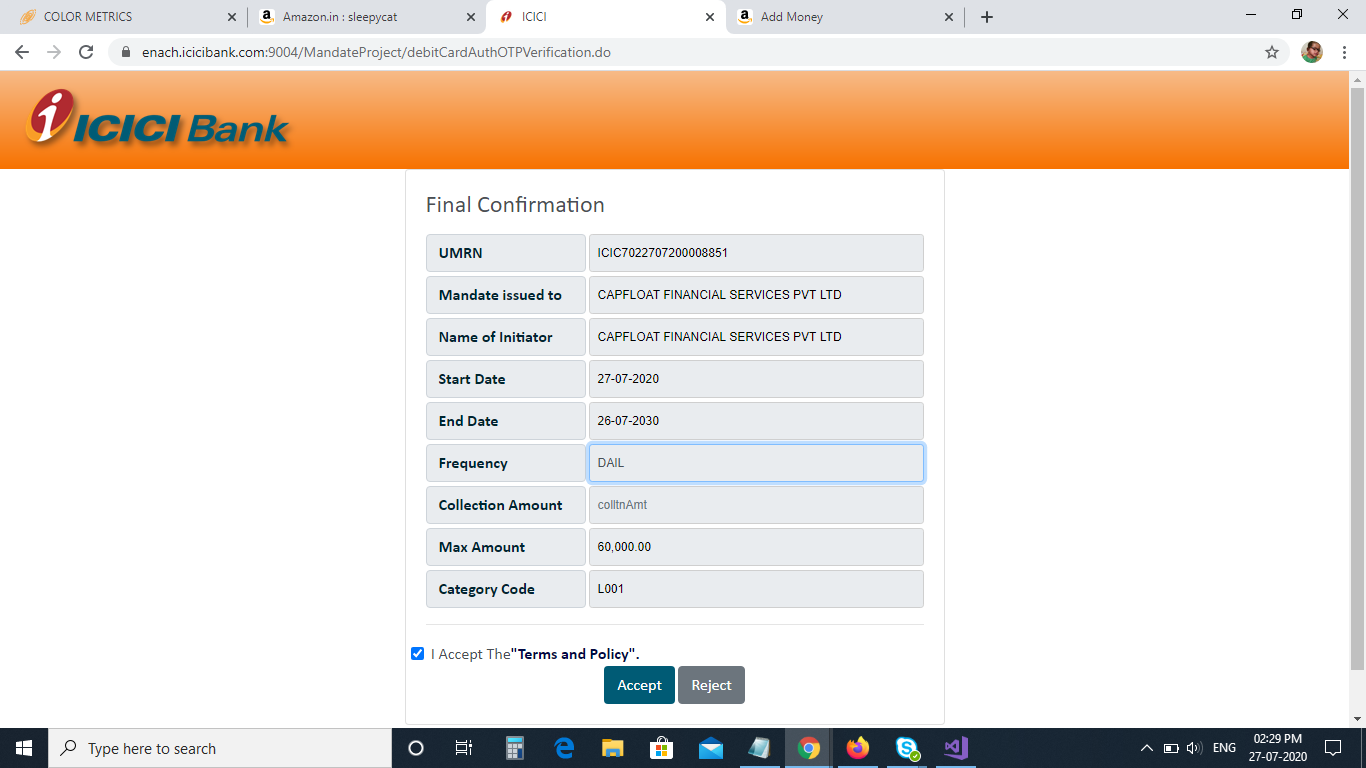 COLOR METRICS
Amazon.in : sleepycat
ICICI
Add Money
enach.icicibank.com:9004/MandateProject/debitCardAuthOTPVerification.do
i ICICI Bank
Final Confirmation
UMRN ICIC7022707200008851
Mandate issued to CAPFLOAT FINANCIAL SERVICES PVT LTD
Name of Initiator CAPFLOAT FINANCIAL SERVICES PVT LTD
Start Date 27-07-2020
End Date 26-07-2030
Frequency DAIL
Collection Amount colltnAmt
Max Amount 60,000.00
Category Code L001
I Accept The"Terms and Policy".
Accept Reject
Type here to search
ENG
02:29 PM
27-07-2020